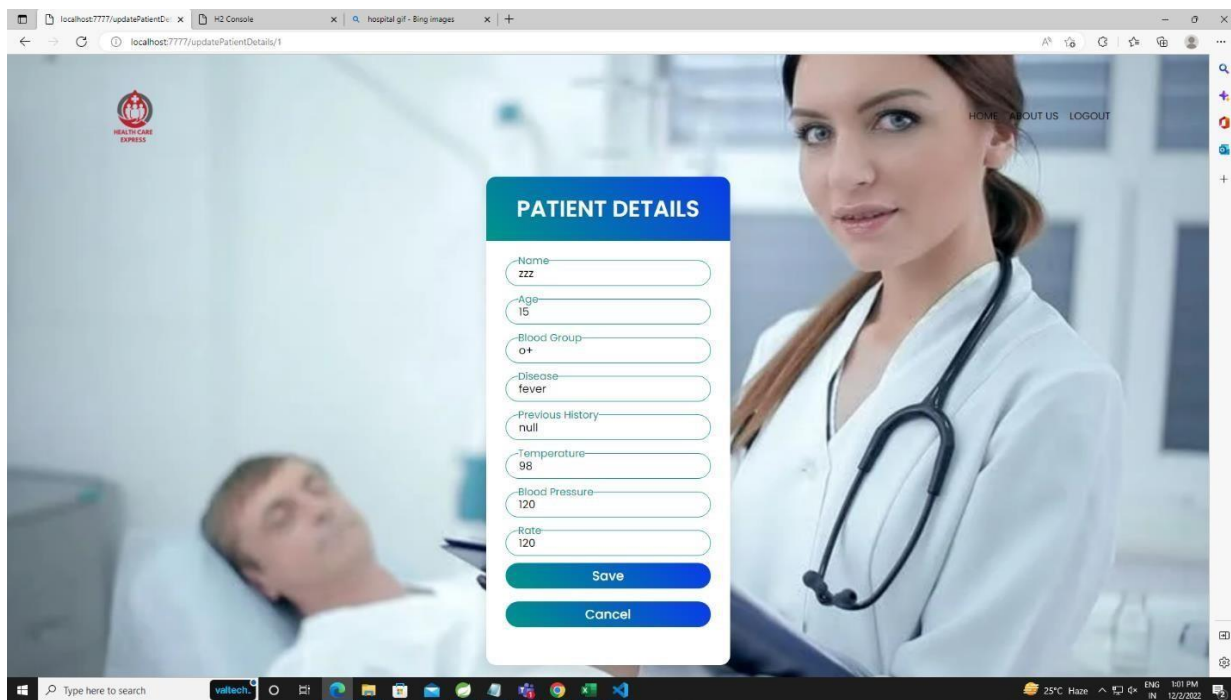 localhost:7777/updatePatientDe
H2 Console
hospital gif - Bing images
localhost:7777/updatePatientDetails/1
HEALTH CARE
EXPRESS
HOME ABOUT US LOGOUT
PATIENT DETAILS
Name
zzz
Age
15
Blood Group
o+
Disease
fever
Previous History
null
Temperature
98
Blood Pressure
120
Rate
120
Save
Cancel
Type here to search
valtech.
25°C Haze
ENG
1:01 PM
12/2/2022
2